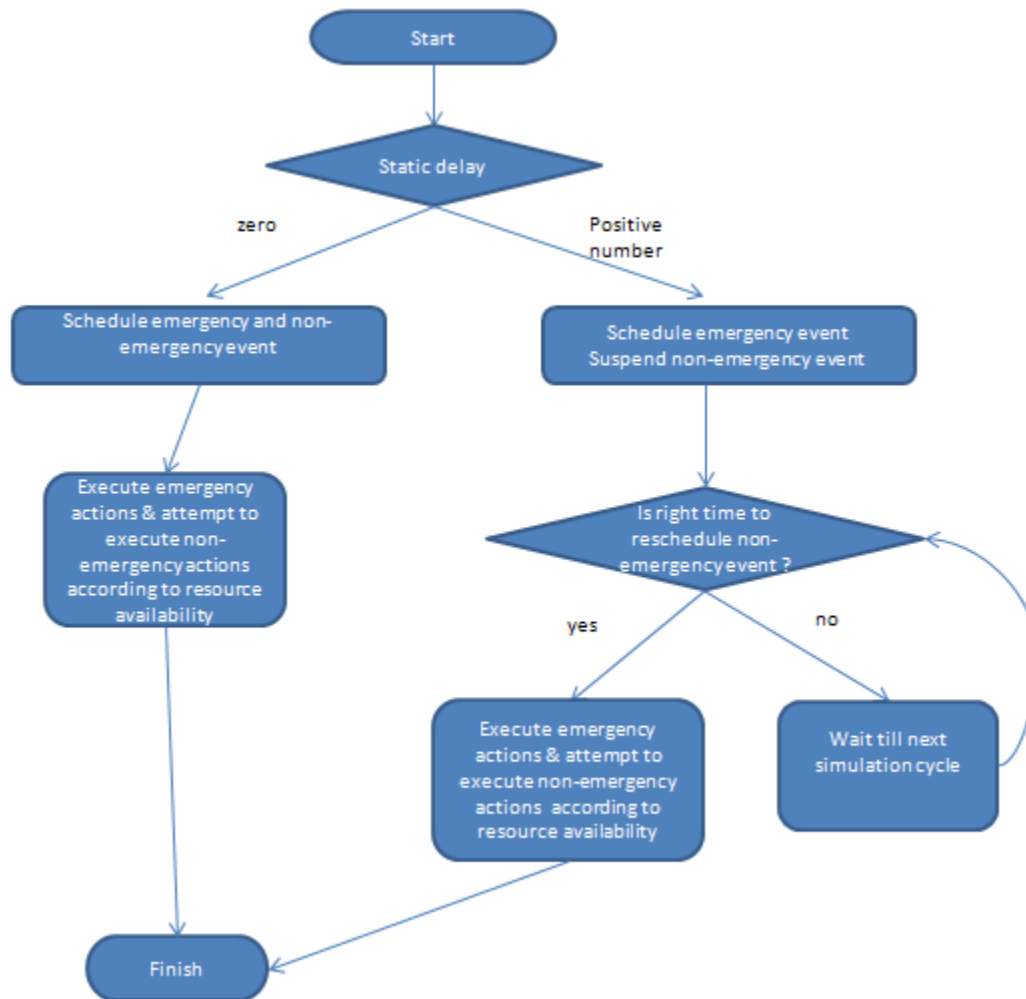 Start
Static delay
zero
Positive
number
Schedule emergency and non-
emergency event
Schedule emergency event
Suspend non-emergency event
Execute emergency
actions & attempt to
execute non-
emergency actions
according to resource
availability
Is right time to
reschedule non-
emergency event ?
yes
no
Execute emergency
actions & attempt to
execute non-emergency
actions according to
resource availability
Wait till next
simulation cycle
Finish